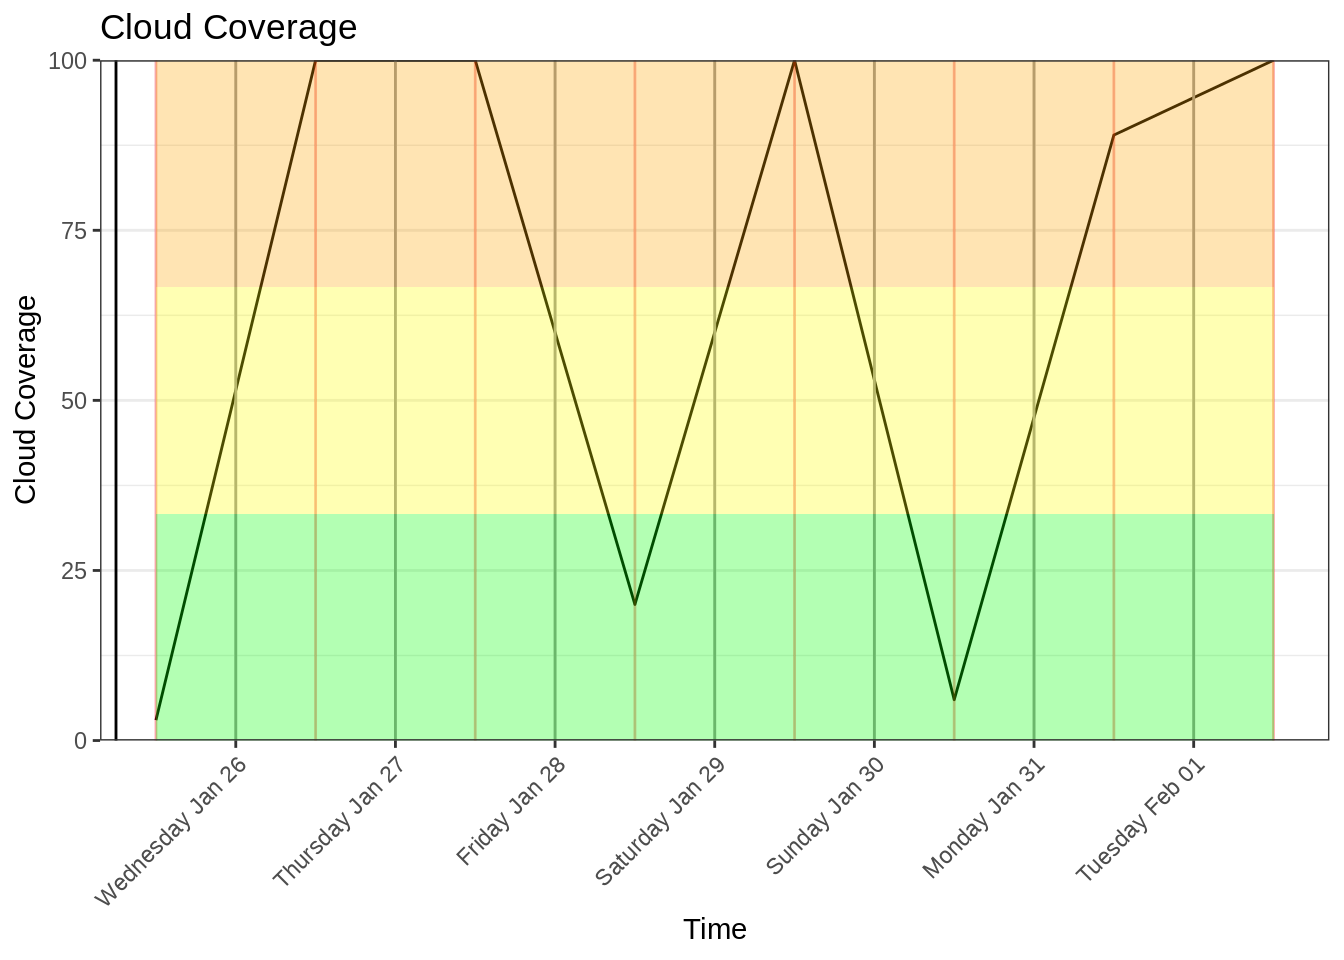 Cloud Coverage
Cloud Coverage
100
75
50
25
0
Wednesday Jan 26
Thursday Jan 27
Friday Jan 28
Saturday Jan 29
Sunday Jan 30
Monday Jan 31
Tuesday Feb 01
Time